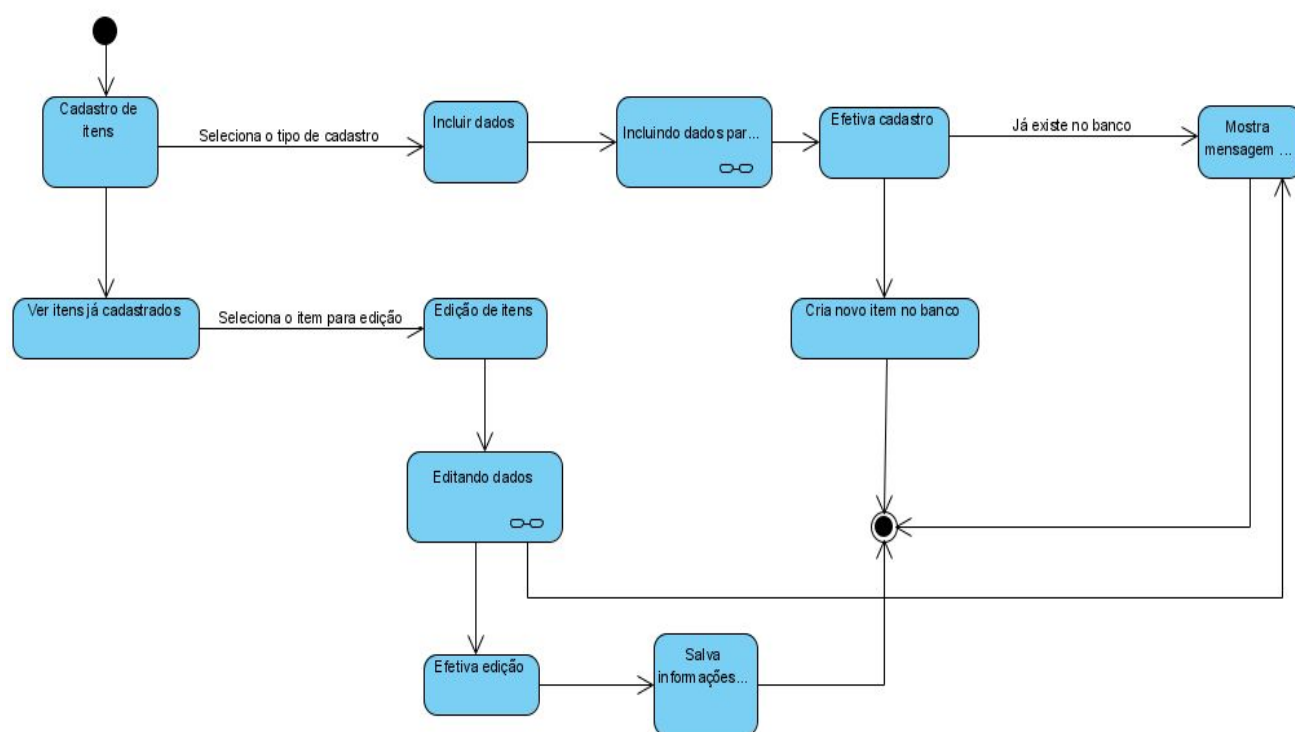 Cadastro de
itens
Seleciona o tipo de cadastro
Incluir dados
Incluindo dados par...
Efetiva cadastro
Já existe no banco
Mostra
mensagem ...
Ver itens já cadastrados
Seleciona o item para edição
Edição de itens
Cria novo item no banco
Editando dados
Efetiva edição
Salva
informações...